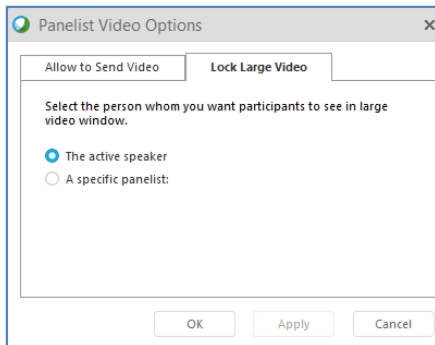 Panelist Video Options
Allow to Send Video
Lock Large Video
Select the person whom you want participants to see in large
video window.
The active speaker
A specific panelist:
OK
Apply
Cancel